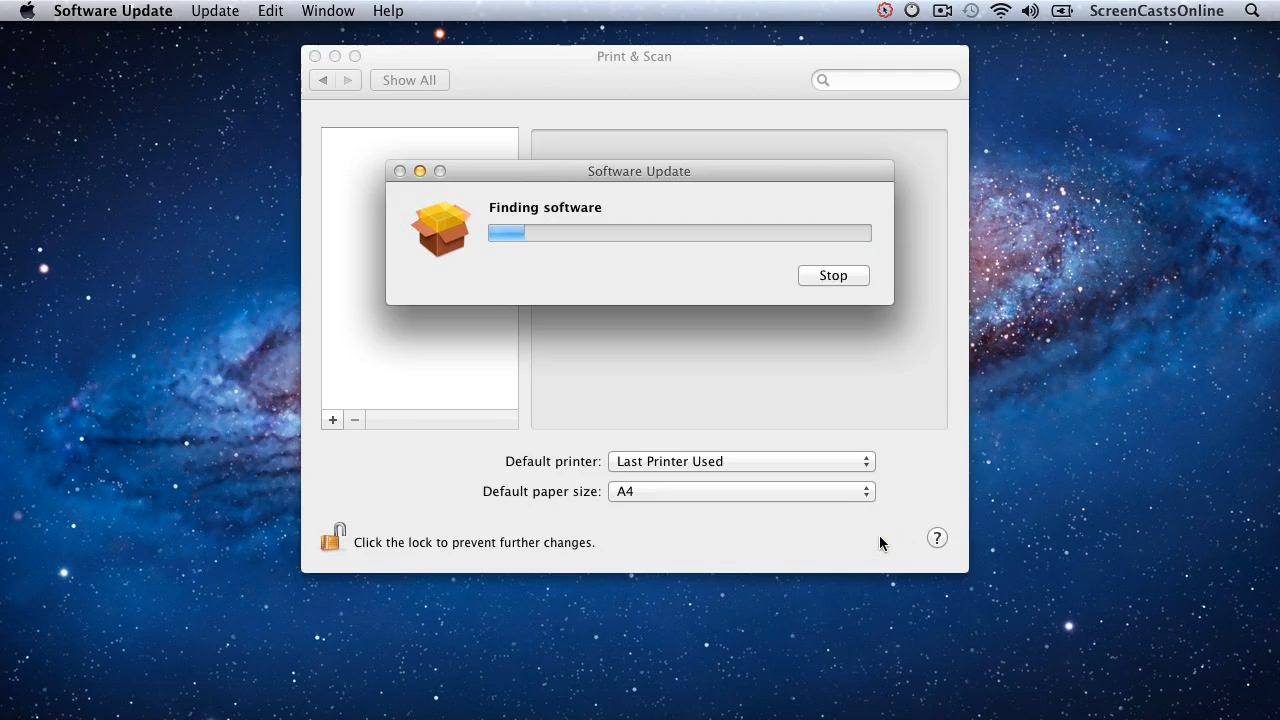 Software Update Update Edit Window Help ScreenCastsOnline
Print & Scan
Show All
Software Update
Finding software
Stop
+ −
Default printer: Last Printer Used
Default paper size: A4
Click the lock to prevent further changes. ?